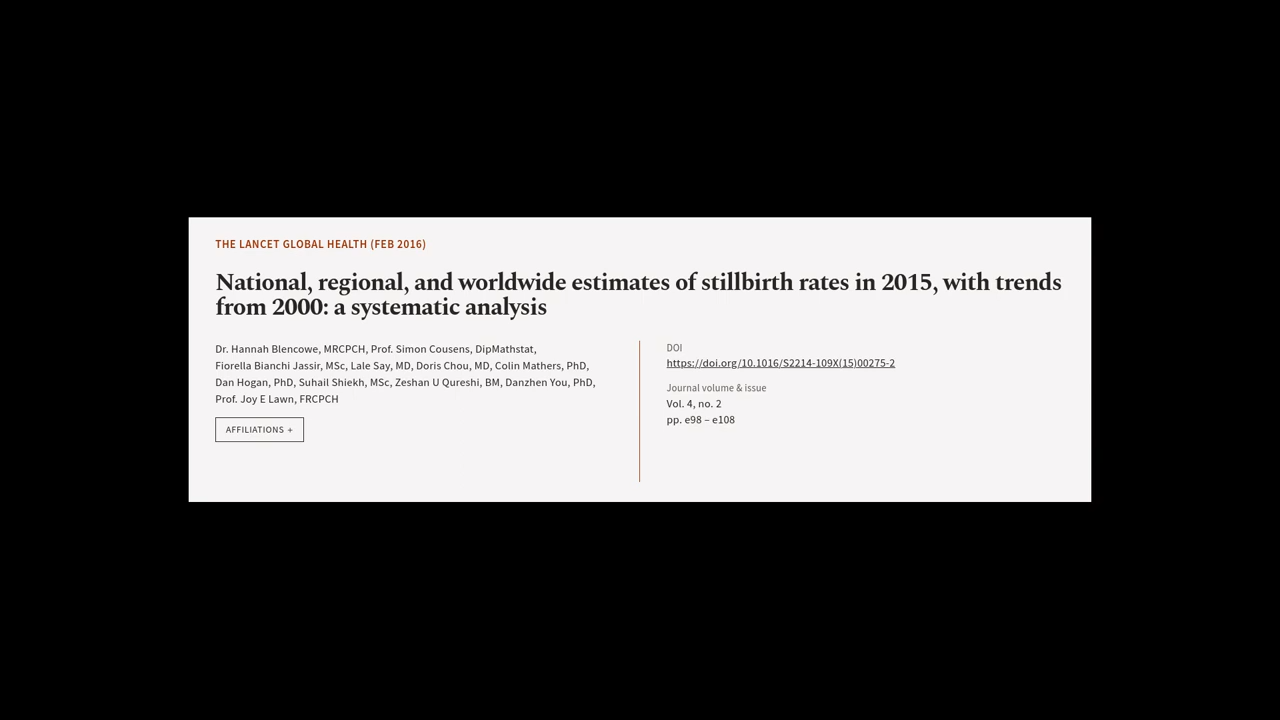 THE LANCET GLOBAL HEALTH (FEB 2016)
National, regional, and worldwide estimates of stillbirth rates in 2015, with trends
from 2000: a systematic analysis
Dr. Hannah Blencowe, MRCPCH, Prof. Simon Cousens, DipMathstat,
Fiorella Bianchi Jassir, MSc, Lale Say, MD, Doris Chou, MD, Colin Mathers, PhD,
Dan Hogan, PhD, Suhail Shiekh, MSc, Zeshan U Qureshi, BM, Danzhen You, PhD,
Prof. Joy E Lawn, FRCPCH
AFFILIATIONS +
DOI
https://doi.org/10.1016/S2214-109X(15)00275-2
Journal volume & issue
Vol. 4, no. 2
pp. e98 – e108